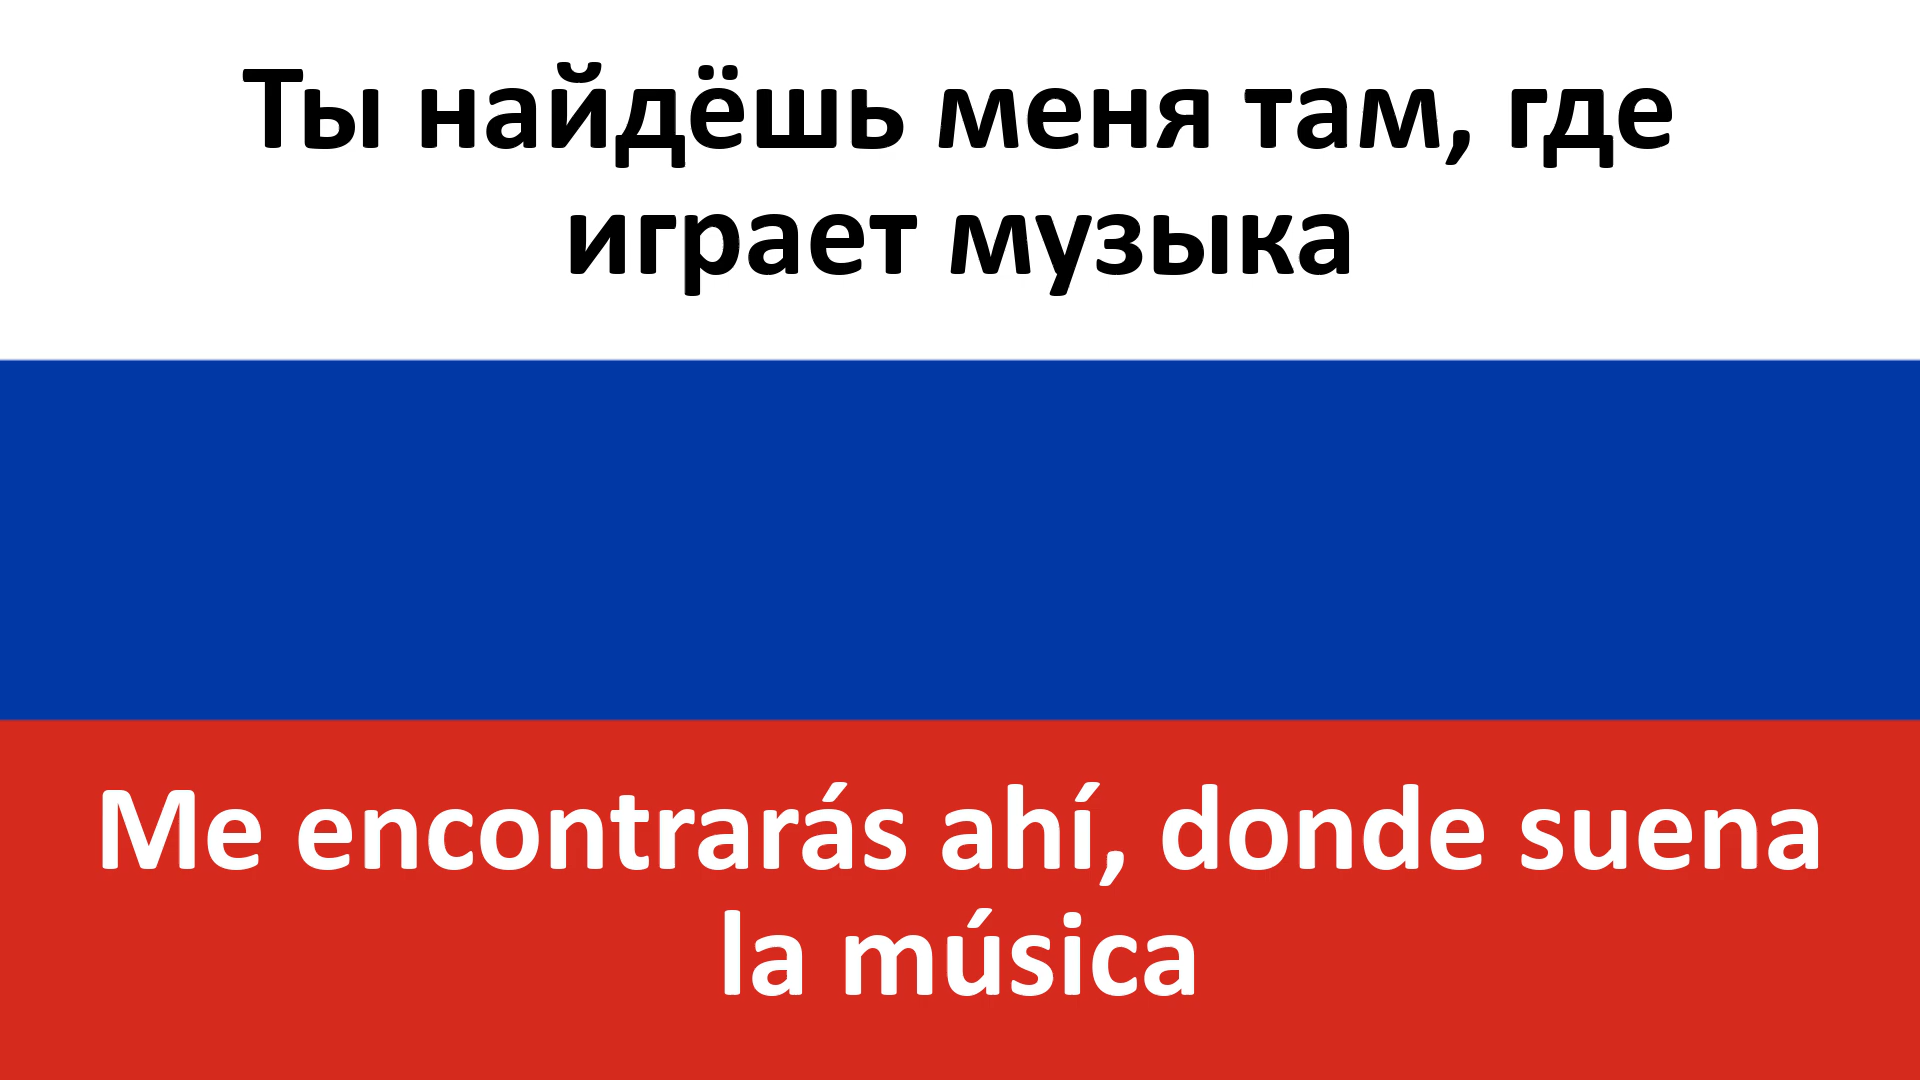 Ты найдёшь меня там, где
играет музыка
Me encontrarás ahí, donde suena
la música